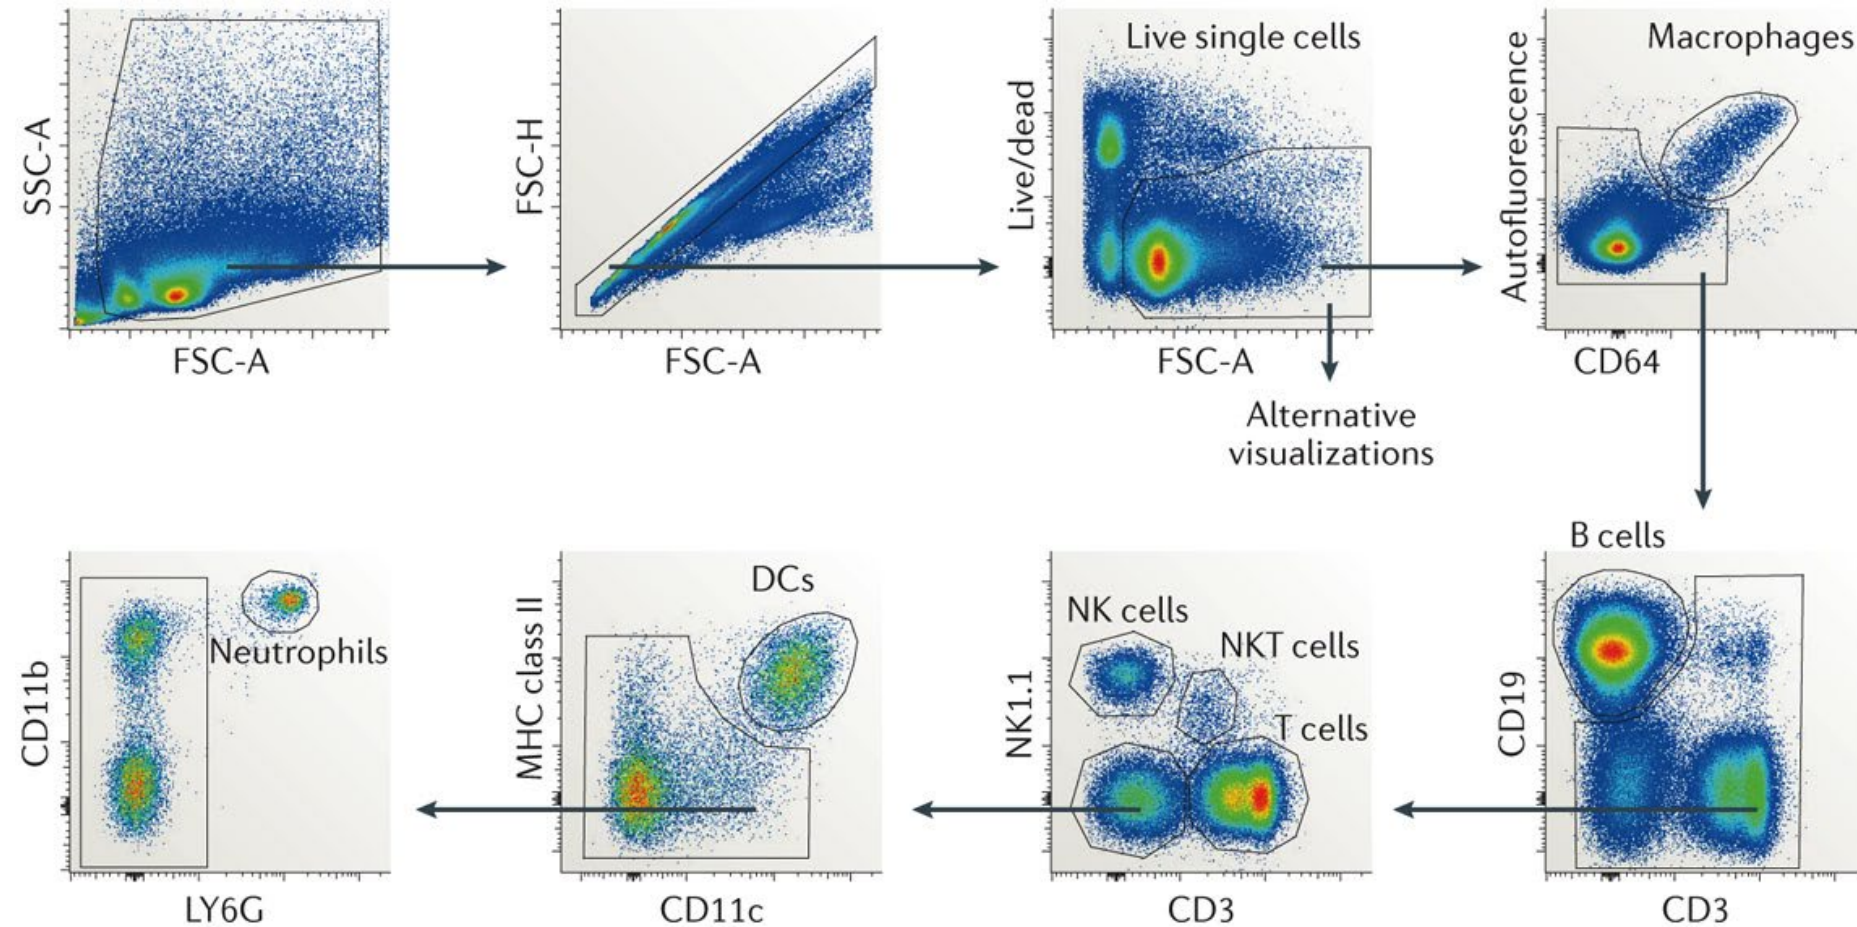 SSC-A
FSC-A
FSC-H
FSC-A
Live single cells
Live/dead
FSC-A
Alternative
visualizations
Macrophages
Autofluorescence
CD64
B cells
CD19
CD3
NK cells
NKT cells
T cells
NK1.1
CD3
DCs
MHC class II
CD11c
Neutrophils
CD11b
LY6G